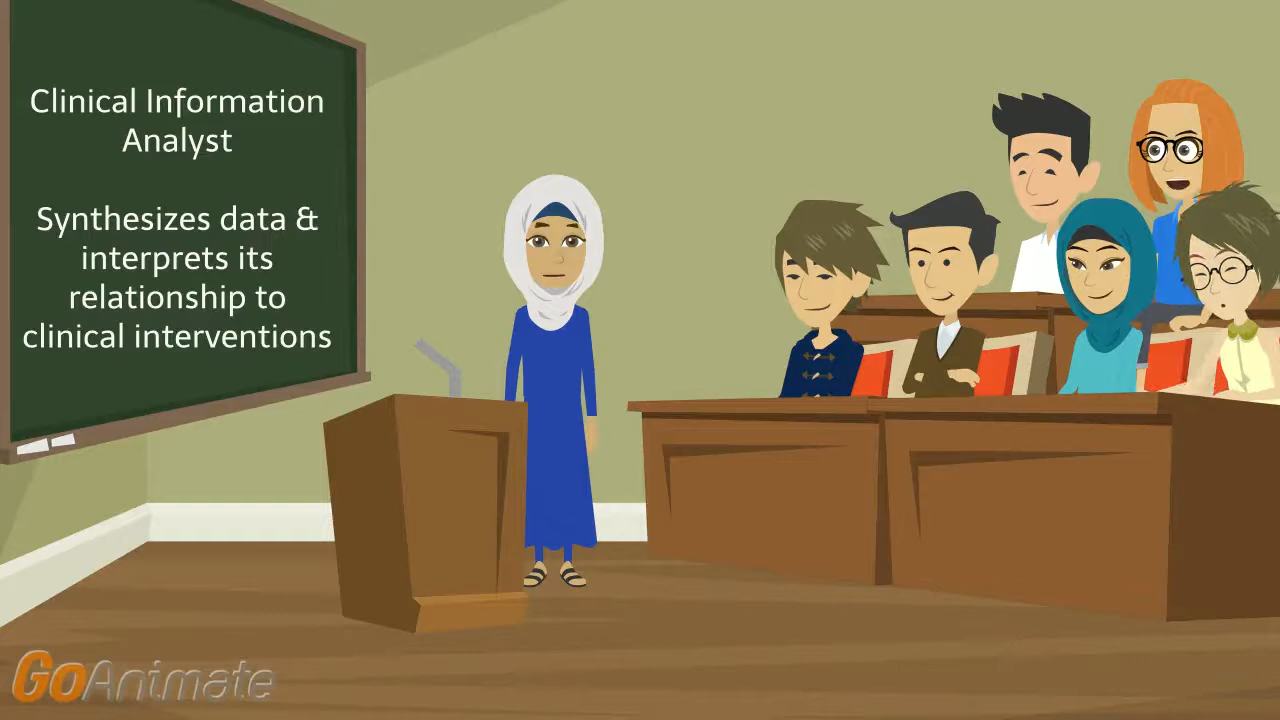 Clinical Information
Analyst
Synthesizes data &
interprets its
relationship to
clinical interventions
GoAnimate